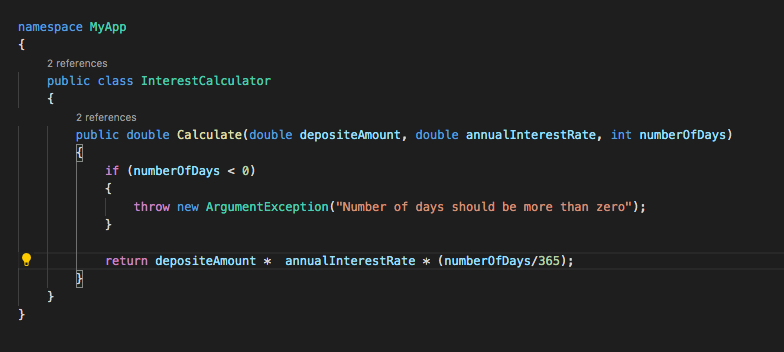 namespace MyApp
{
2 references
public class InterestCalculator
{
2 references
public double Calculate(double depositeAmount, double annualInterestRate, int numberOfDays)
{
if (numberOfDays < 0)
{
throw new ArgumentException("Number of days should be more than zero");
}
return depositeAmount *  annualInterestRate * (numberOfDays/365);
}
}
}